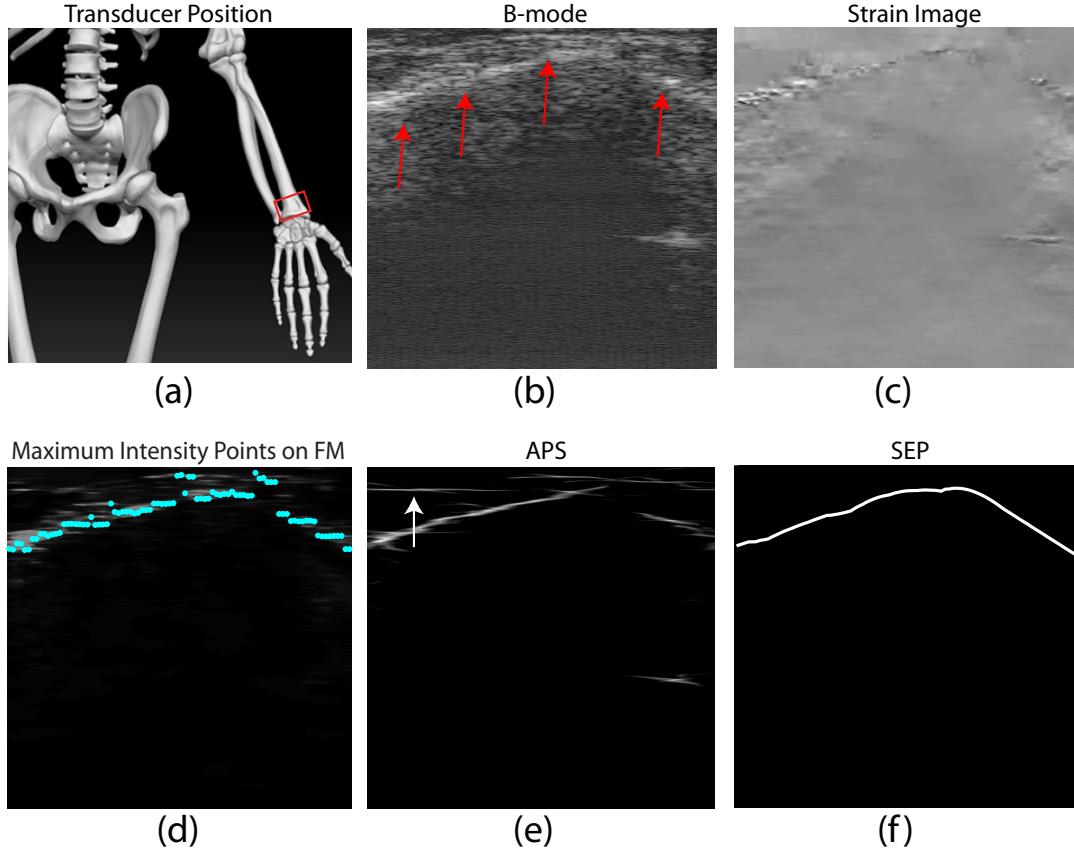 Transducer Position
B-mode
Strain Image
(a)
(b)
(c)
Maximum Intensity Points on FM
APS
SEP
(d)
(e)
(f)